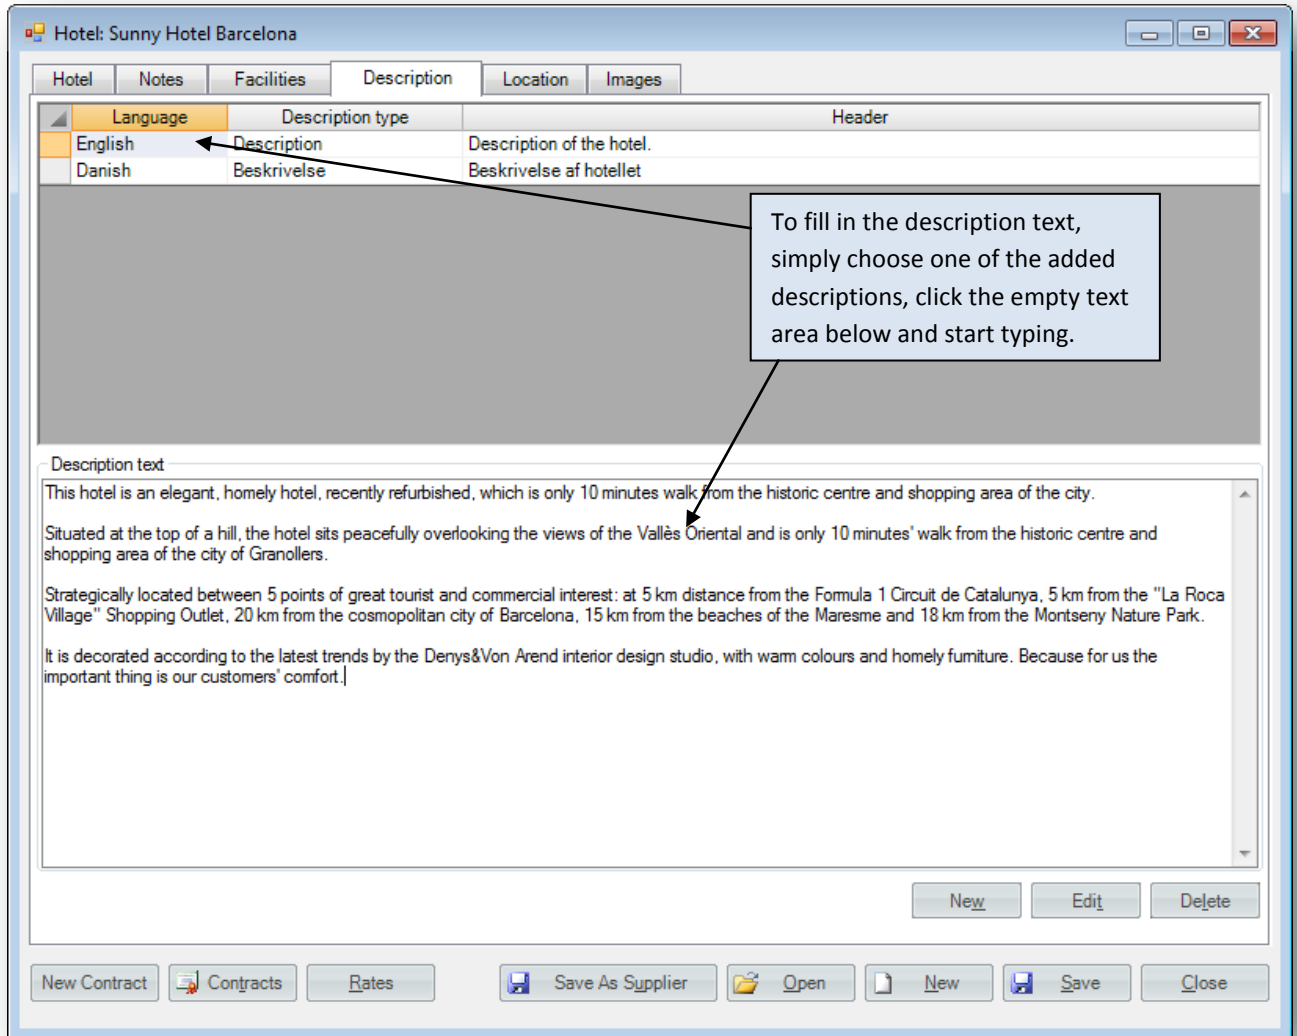 Hotel: Sunny Hotel Barcelona
Hotel Notes Facilities Description Location Images
Language Description type Header
English Description Description of the hotel.
Danish Beskrivelse Beskrivelse af hotellet
To fill in the description text,
simply choose one of the added
descriptions, click the empty text
area below and start typing.
Description text
This hotel is an elegant, homely hotel, recently refurbished, which is only 10 minutes walk from the historic centre and shopping area of the city.
Situated at the top of a hill, the hotel sits peacefully overlooking the views of the Vallès Oriental and is only 10 minutes' walk from the historic centre and
shopping area of the city of Granollers.
Strategically located between 5 points of great tourist and commercial interest: at 5 km distance from the Formula 1 Circuit de Catalunya, 5 km from the "La Roca
Village" Shopping Outlet, 20 km from the cosmopolitan city of Barcelona, 15 km from the beaches of the Maresme and 18 km from the Montseny Nature Park.
It is decorated according to the latest trends by the Denys&Von Arend interior design studio, with warm colours and homely furniture. Because for us the
important thing is our customers' comfort.
New Edit Delete
New Contract Contracts Rates Save As Supplier Open New Save Close